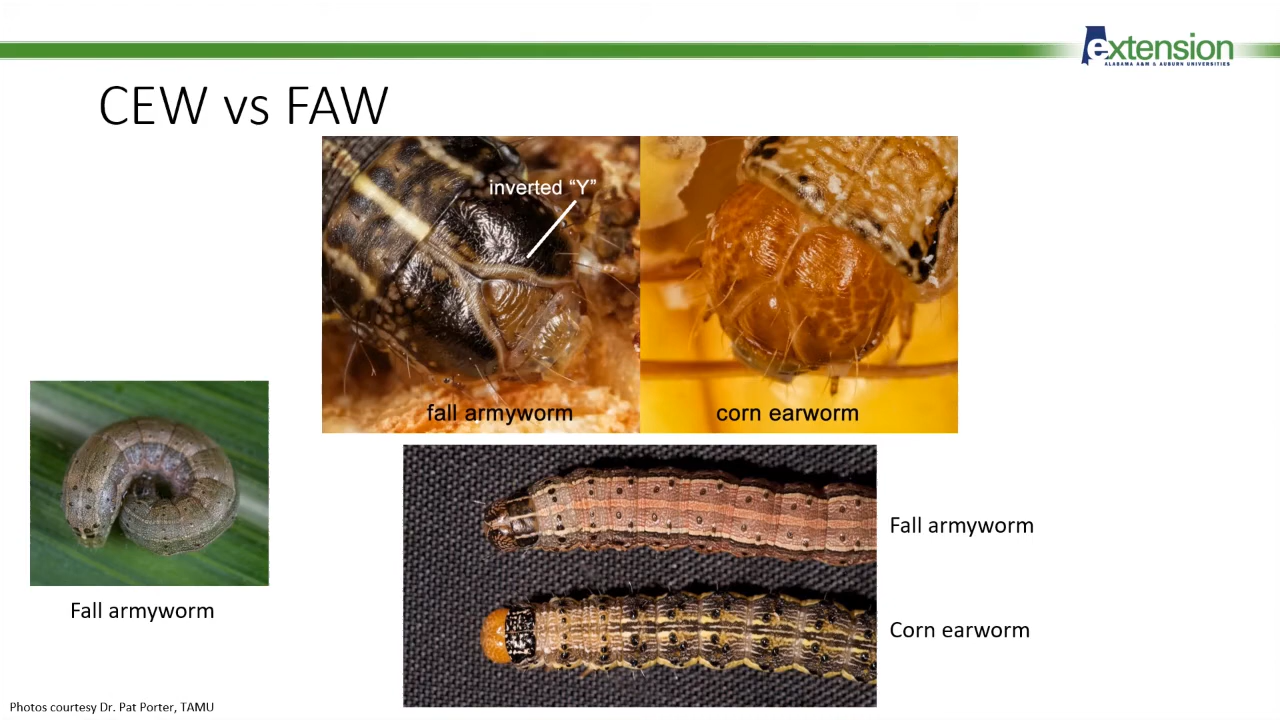 extension
ALABAMA A&M & AUBURN UNIVERSITIES
CEW vs FAW
inverted “Y”
fall armyworm
corn earworm
Fall armyworm
Fall armyworm
Corn earworm
Photos courtesy Dr. Pat Porter, TAMU